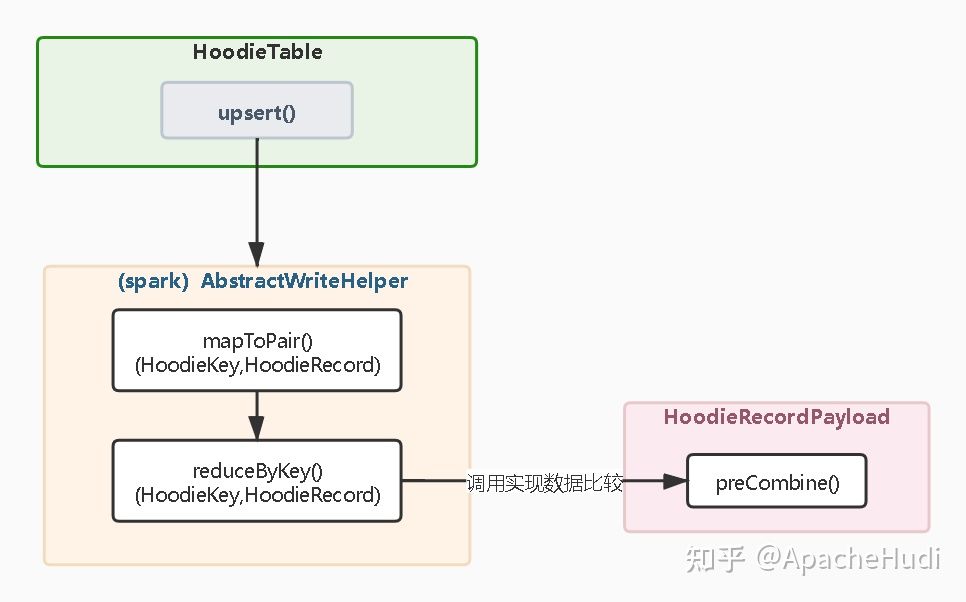 HoodieTable
upsert()
(spark) AbstractWriteHelper
mapToPair()
(HoodieKey,HoodieRecord)
reduceByKey()
(HoodieKey,HoodieRecord)
调用实现数据比较
HoodieRecordPayload
preCombine()
知乎 @ApacheHudi